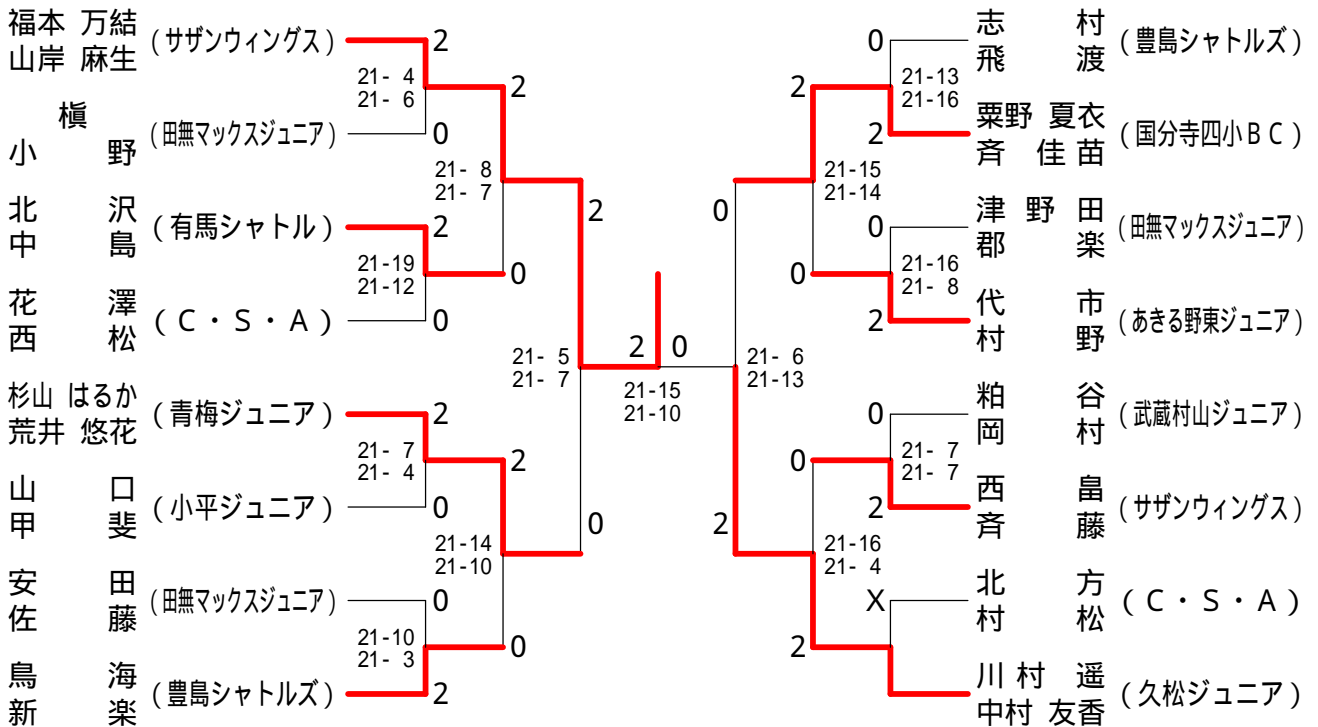 福本 万結
山岸 麻生
(サザンウィングス)
2
21- 4
21- 6
槙
小 野
(田無マックスジュニア)
0
2
21- 8
21- 7
北 沢
中 島
(有馬シャトル)
2
21-19
21-12
0
花 澤
西 松
(C・S・A)
0
2
21- 5
21- 7
杉山 はるか
荒井 悠花
(青梅ジュニア)
2
21- 7
21- 4
山 口
甲 斐
(小平ジュニア)
0
2
21-14
21-10
0
安 田
佐 藤
(田無マックスジュニア)
0
21-10
21- 3
0
鳥 海
新 楽
(豊島シャトルズ)
2
2 0
21-15
21-10
0
志 村
飛 渡
(豊島シャトルズ)
21-13
21-16
2
2
粟野 夏衣
斉 佳苗
(国分寺四小BC)
21-15
21-14
0
0
津 野 田
郡 楽
(田無マックスジュニア)
21-16
21- 8
0
2
代 市
村 野
(あきる野東ジュニア)
21- 6
21-13
0
粕 谷
岡 村
(武蔵村山ジュニア)
21- 7
21- 7
0
2
西 畠
斉 藤
(サザンウィングス)
2
21-16
21- 4
X
北 方
村 松
(C・S・A)
2
川 村 遥
中村 友香
(久松ジュニア)